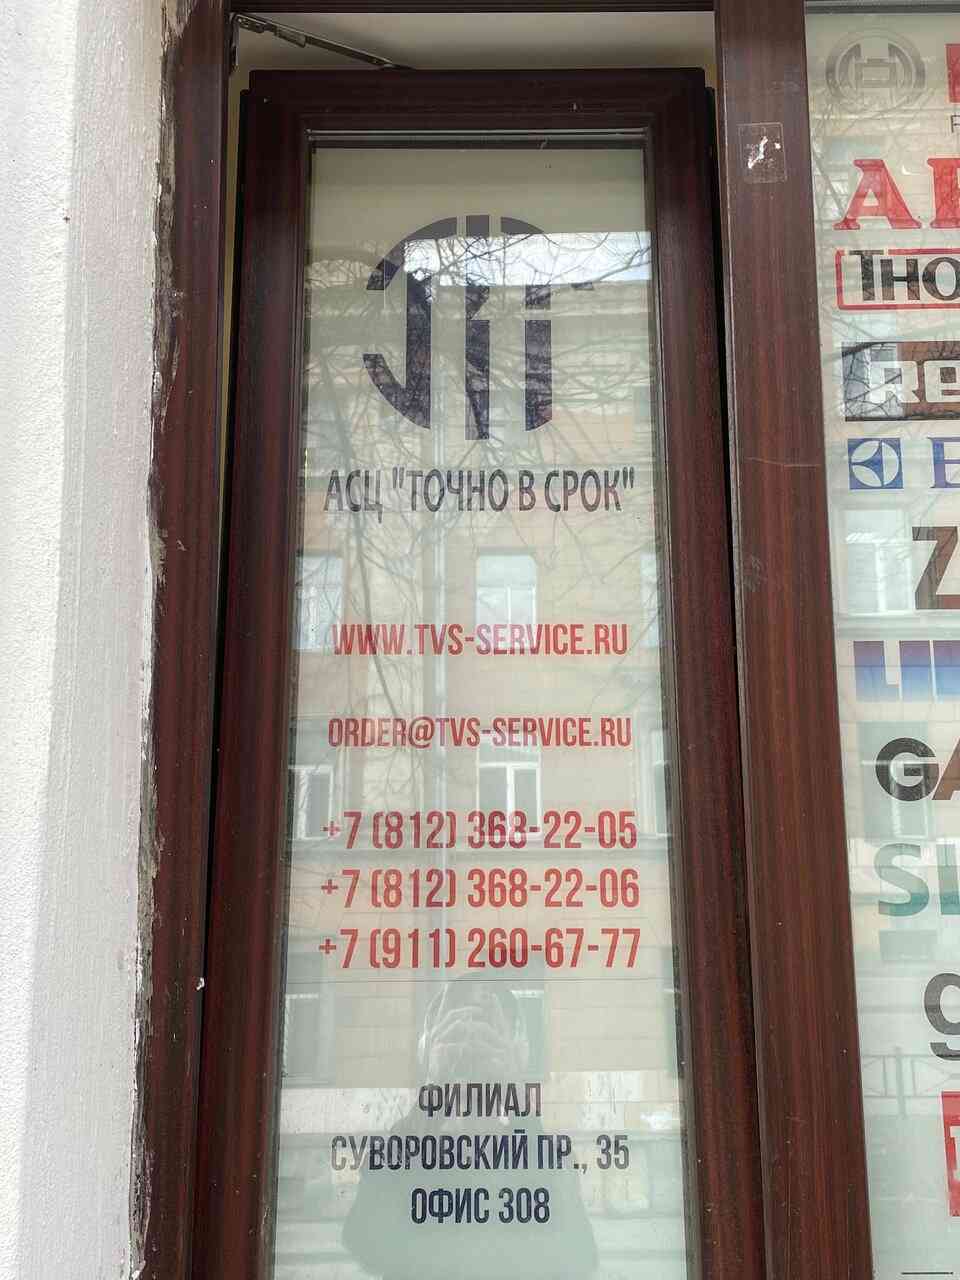 АСЦ "ТОЧНО В СРОК"
WWW.TVS-SERVICE.RU
ORDER@TVS-SERVICE.RU
+7 (812) 368-22-05
+7 (812) 368-22-06
+7 (911) 260-67-77
ФИЛИАЛ
СУВОРОВСКИЙ ПР., 35
ОФИС 308